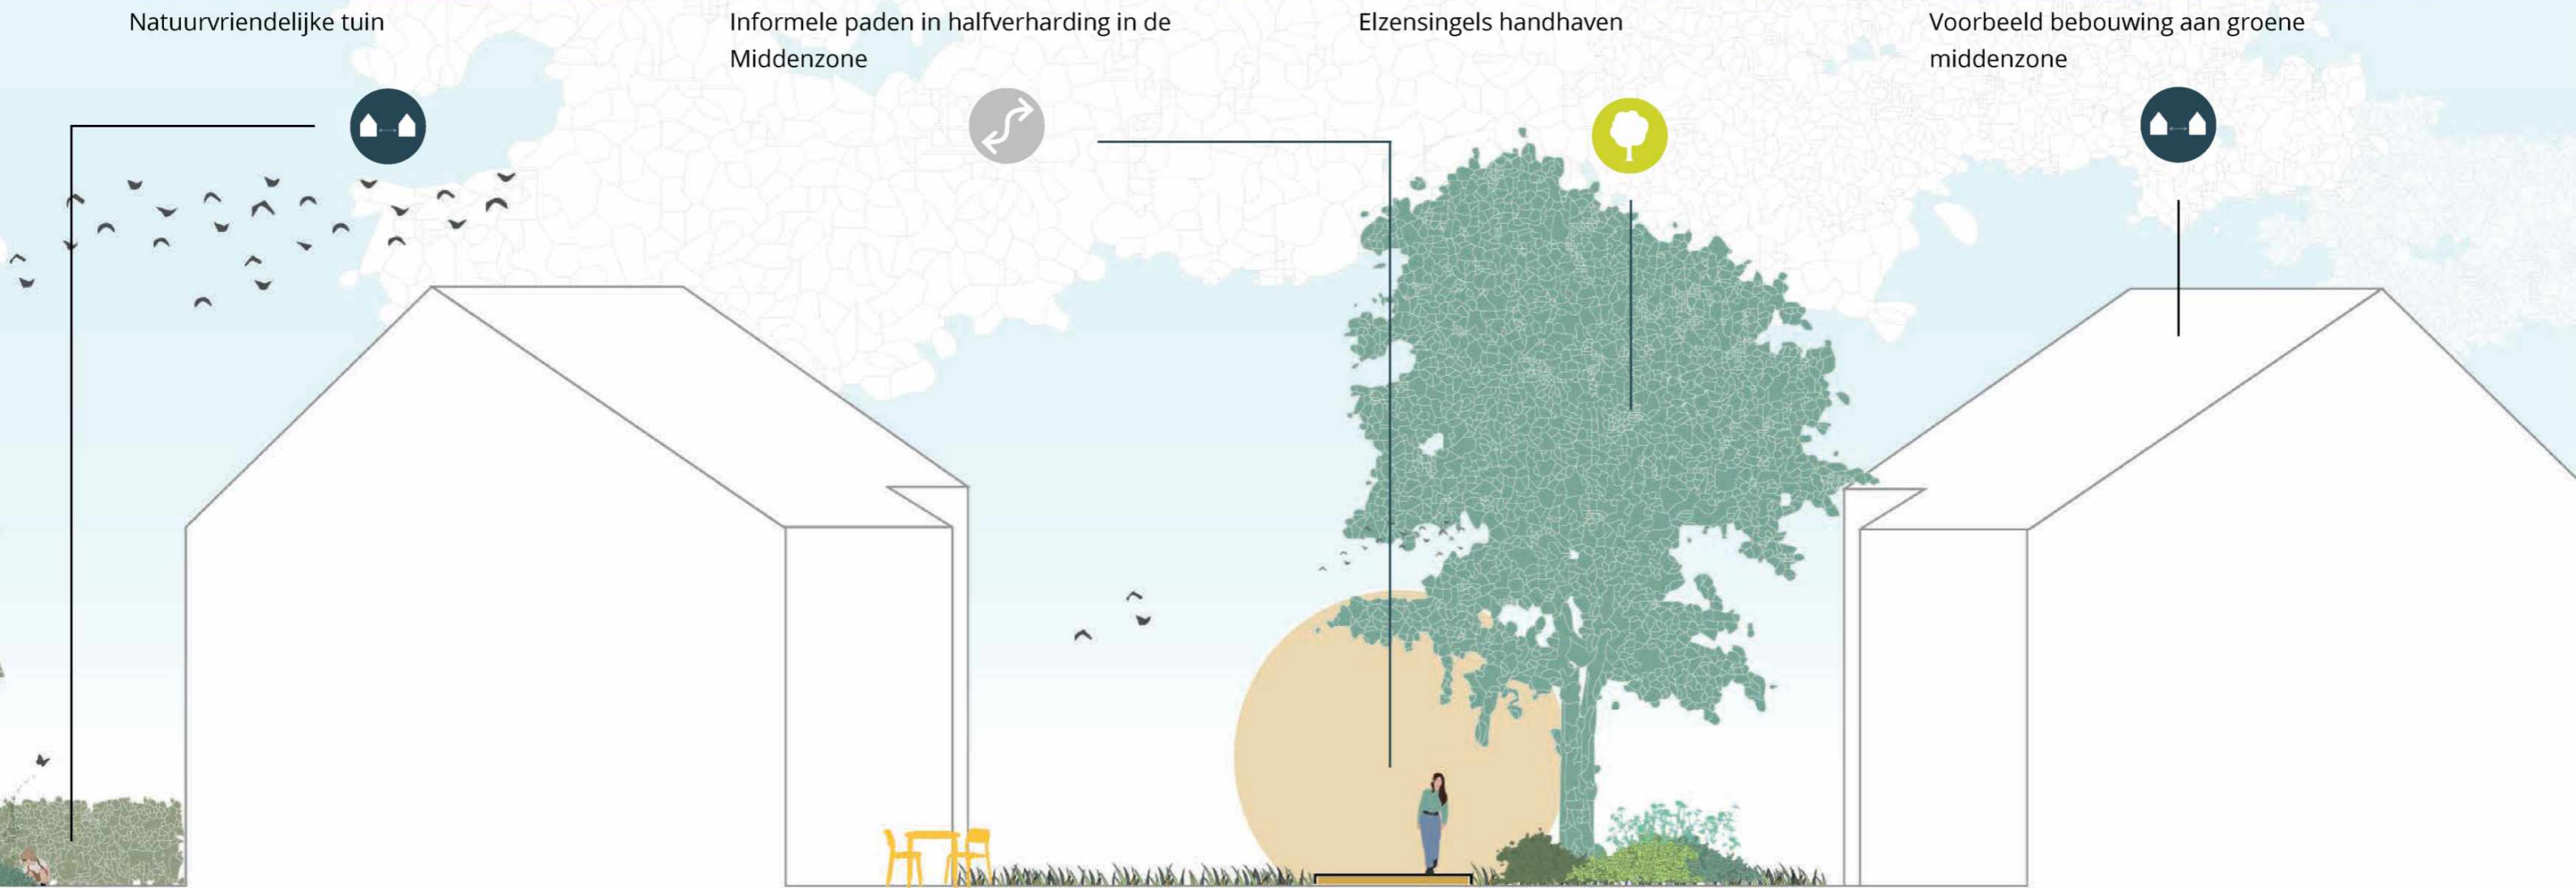 Natuurvriendelijke tuin
Informele paden in halfverharding in de
Middenzone
Elzensingels handhaven
Voorbeeld bebouwing aan groene
middenzone